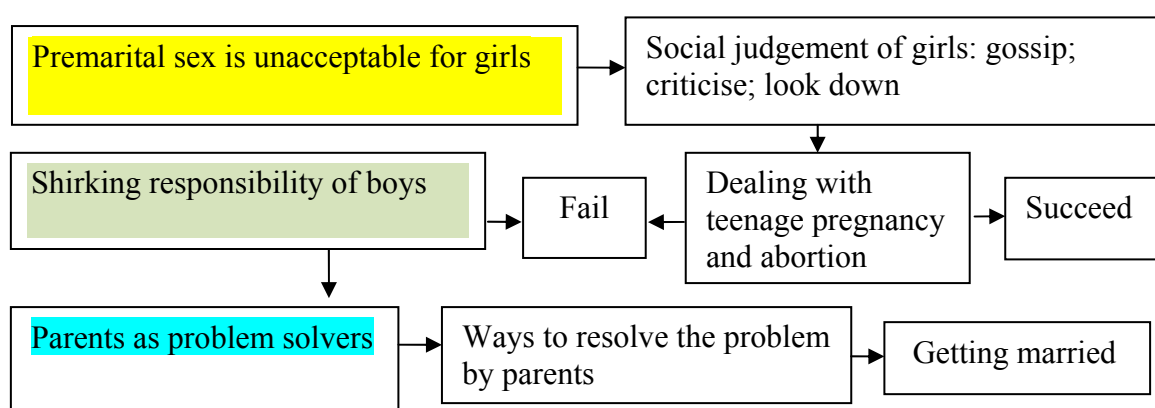 Premarital sex is unacceptable for girls
Social judgement of girls: gossip;
criticise; look down
Shirking responsibility of boys
Fail
Dealing with
teenage pregnancy
and abortion
Succeed
Parents as problem solvers
Ways to resolve the problem
by parents
Getting married